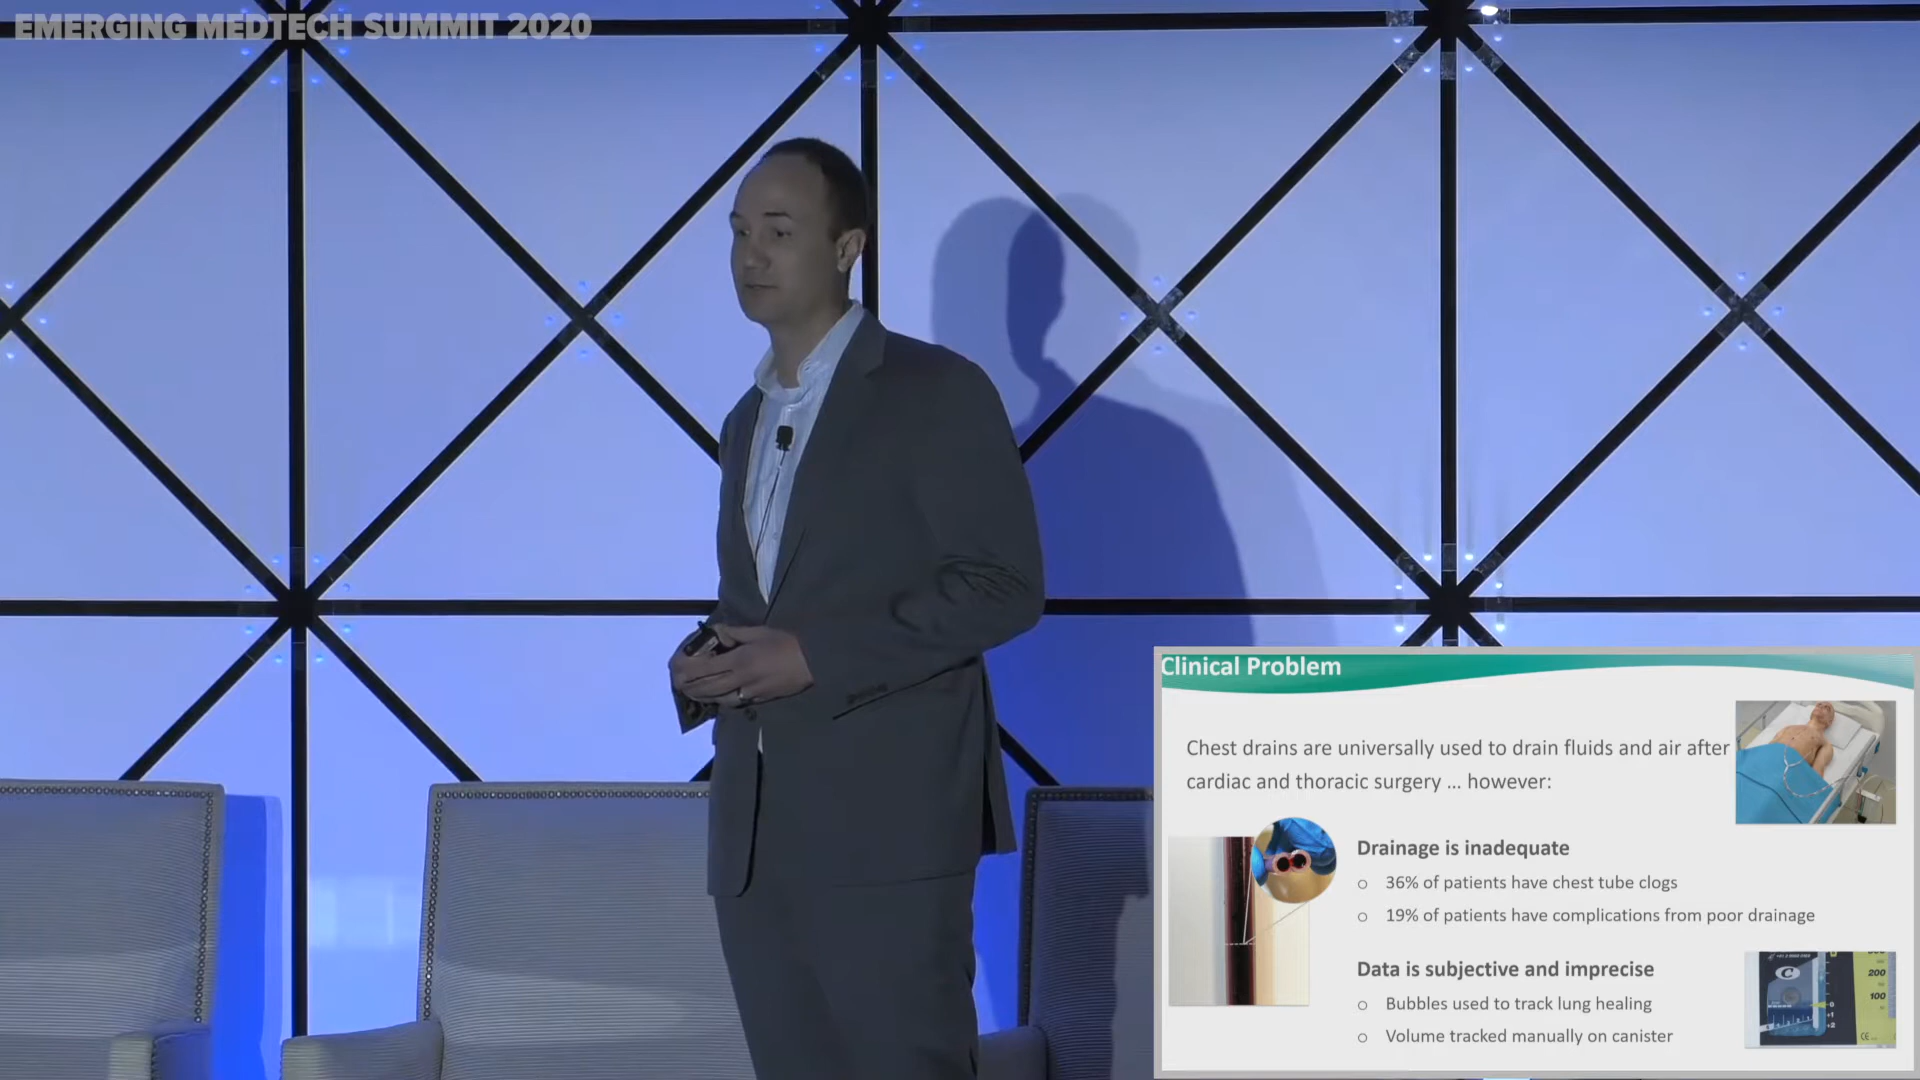 EMERGING MEDTECH SUMMIT 2020
Clinical Problem
Chest drains are universally used to drain fluids and air after
cardiac and thoracic surgery ... however:
Drainage is inadequate
o 36% of patients have chest tube clogs
o 19% of patients have complications from poor drainage
Data is subjective and imprecise
o Bubbles used to track lung healing
o Volume tracked manually on canister
200
100